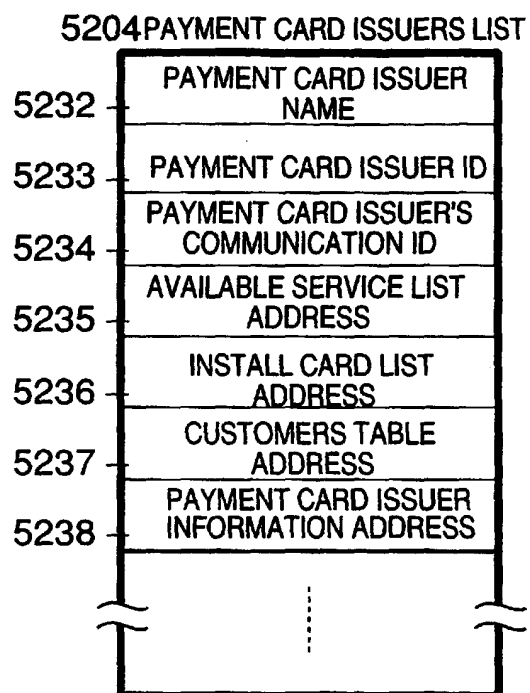 5204 PAYMENT CARD ISSUERS LIST
PAYMENT CARD ISSUER
5232 NAME
5233 PAYMENT CARD ISSUER ID
PAYMENT CARD ISSUER'S
5234 COMMUNICATION ID
AVAILABLE SERVICE LIST
5235 ADDRESS
INSTALL CARD LIST
5236 ADDRESS
CUSTOMERS TABLE
5237 ADDRESS
PAYMENT CARD ISSUER
5238 INFORMATION ADDRESS